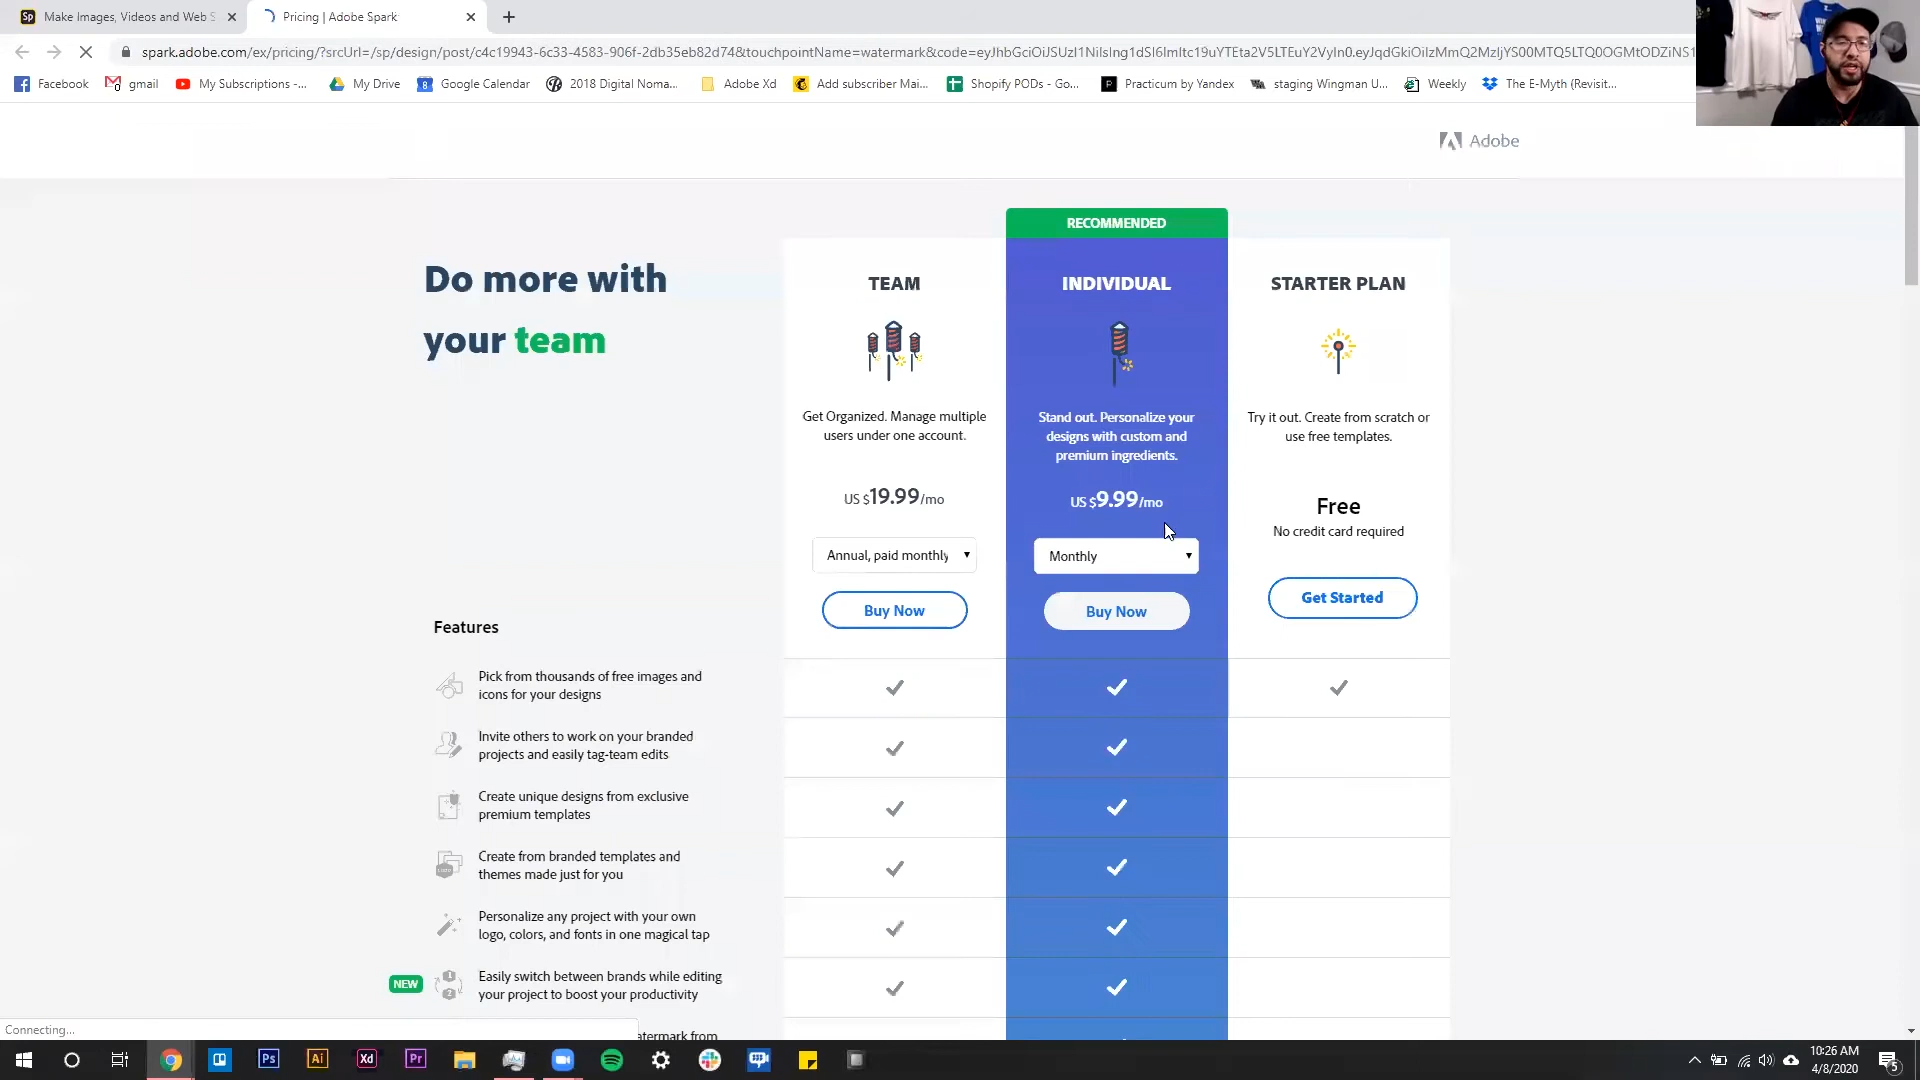 Sp Make Images, Videos and Web S
Pricing | Adobe Spark
spark.adobe.com/ex/pricing/?srcUrl=/sp/design/post/c4c19943-6c33-4583-906f-2db35eb82d74&touchpointName=watermark&code=
Facebook
gmail
My Subscriptions -...
My Drive
8 Google Calendar
2018 Digital Noma...
Adobe Xd
Add subscriber Mai...
Shopify PODs - Go...
P Practicum by Yandex
staging Wingman U...
Weekly
The E-Myth (Revisit...
Adobe
RECOMMENDED
Do more with
your team
TEAM
Get Organized. Manage multiple
users under one account.
US $19.99/mo
Annual, paid monthly
Buy Now
INDIVIDUAL
Stand out. Personalize your
designs with custom and
premium ingredients.
US $9.99/mo
Monthly
Buy Now
STARTER PLAN
Try it out. Create from scratch or
use free templates.
Free
No credit card required
Get Started
Features
Pick from thousands of free images and
icons for your designs
Invite others to work on your branded
projects and easily tag-team edits
Create unique designs from exclusive
premium templates
Create from branded templates and
themes made just for you
Personalize any project with your own
logo, colors, and fonts in one magical tap
NEW
Easily switch between brands while editing
your project to boost your productivity
Connecting...
atermark from
Ps
Ai
Xd
Pr
10:26 AM
4/8/2020
5